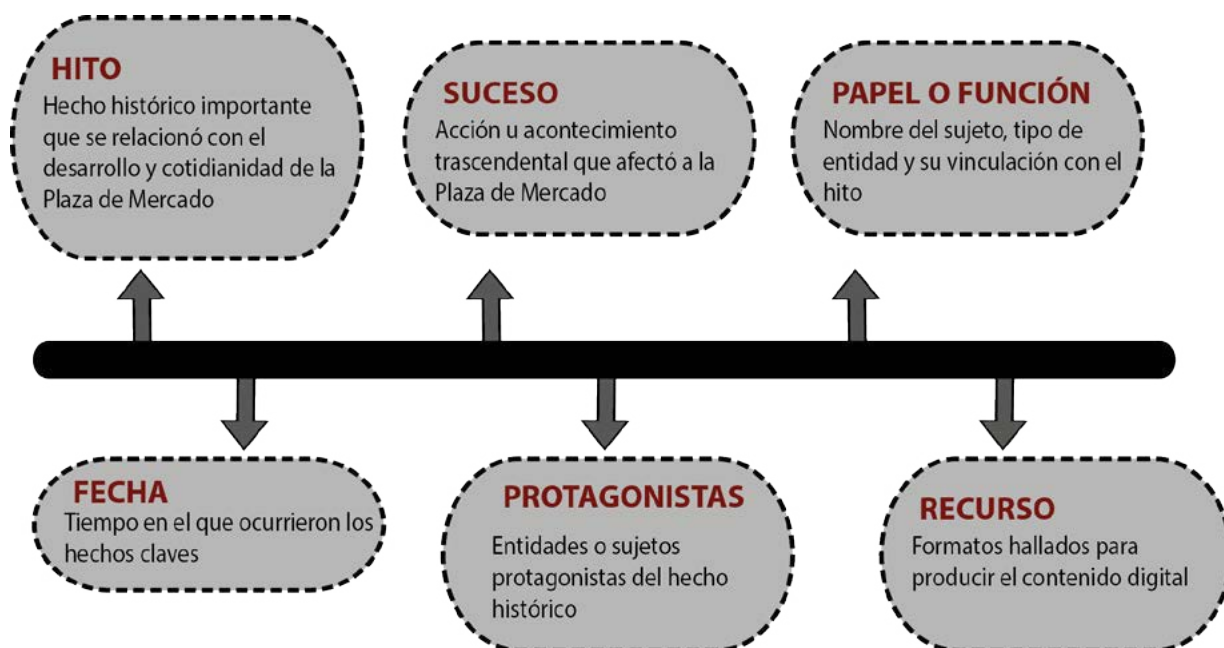 HITO
Hecho histórico importante
que se relacionó con el
desarrollo y cotidianidad de la
Plaza de Mercado
SUCESO
Acción u acontecimiento
trascendental que afectó a la
Plaza de Mercado
PAPEL O FUNCIÓN
Nombre del sujeto, tipo de
entidad y su vinculación con el
hito
FECHA
Tiempo en el que ocurrieron los
hechos claves
PROTAGONISTAS
Entidades o sujetos
protagonistas del hecho
histórico
RECURSO
Formatos hallados para
producir el contenido digital